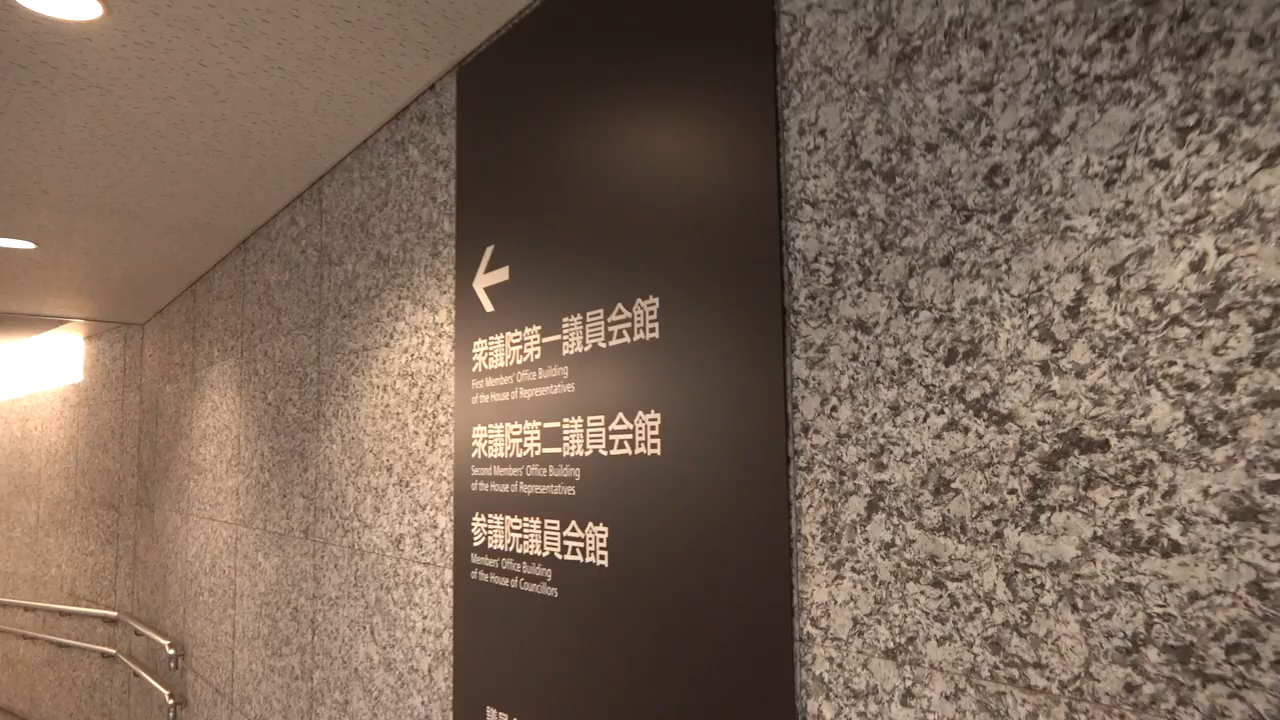 衆議院第一議員会館
First Members' Office Building
of the House of Representatives
衆議院第二議員会館
Second Members' Office Building
of the House of Representatives
参議院議員会館
Members' Office Building
of the House of Councillors